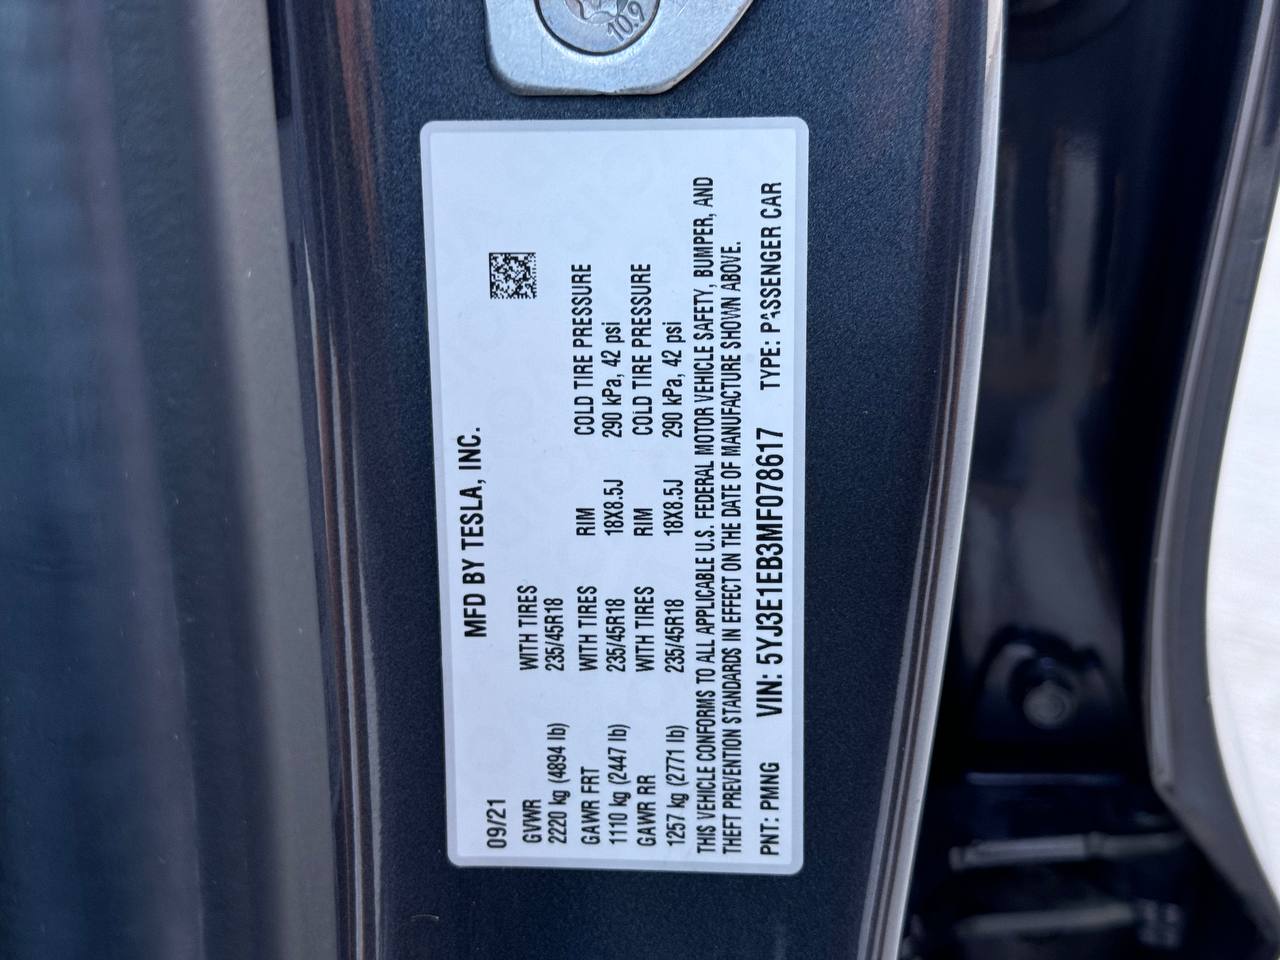 10.9
09/21 MFD BY TESLA, INC.
GVWR WITH TIRES
2220 kg (4894 lb) 235/45R18
GAWR FRT WITH TIRES RIM COLD TIRE PRESSURE
1110 kg (2447 lb) 235/45R18 18X8.5J 290 kPa, 42 psi
GAWR RR WITH TIRES RIM COLD TIRE PRESSURE
1257 kg (2771 lb) 235/45R18 18X8.5J 290 kPa, 42 psi
THIS VEHICLE CONFORMS TO ALL APPLICABLE U.S. FEDERAL MOTOR VEHICLE SAFETY, BUMPER, AND
THEFT PREVENTION STANDARDS IN EFFECT ON THE DATE OF MANUFACTURE SHOWN ABOVE.
PNT: PMNG VIN: 5YJ3E1EB3MF078617 TYPE: PASSENGER CAR